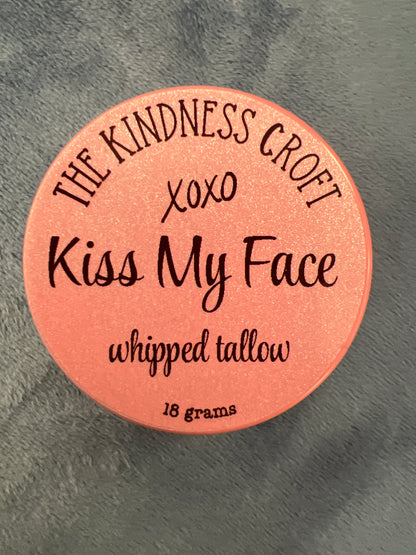 THE KINDNESS CROFT
XOXO
Kiss My Face
whipped tallow
18 grams